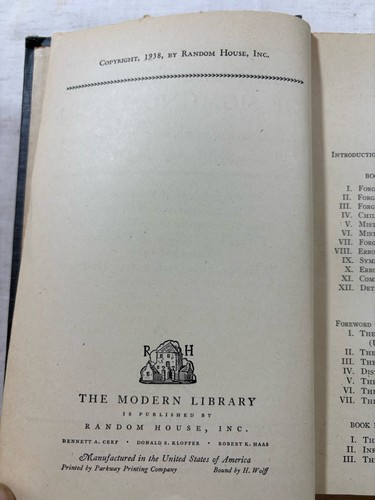 COPYRIGHT, 1938, BY RANDOM HOUSE, INC.
R H
THE MODERN LIBRARY
IS PUBLISHED BY
RANDOM HOUSE, INC.
BENNETT A. CERF · DONALD S. KLOPFER · ROBERT K. HAAS
Manufactured in the United States of America
Printed by Parkway Printing Company Bound by H. Wolff
INTRODUCTION
BOO
I. FORG
II. FORG
III. FORG
IV. CHIL
V. MIST
VI. MIST
VII. FORG
VIII. ERRO
IX. SYM
X. ERRO
XI. COM
XII. DET
FOREWORD
(U
I. THE
II. THE
III. THE
IV. DIS
V. THE
VI. THE
VII. THE
BOOK
I. TH
II. INF
III. THE